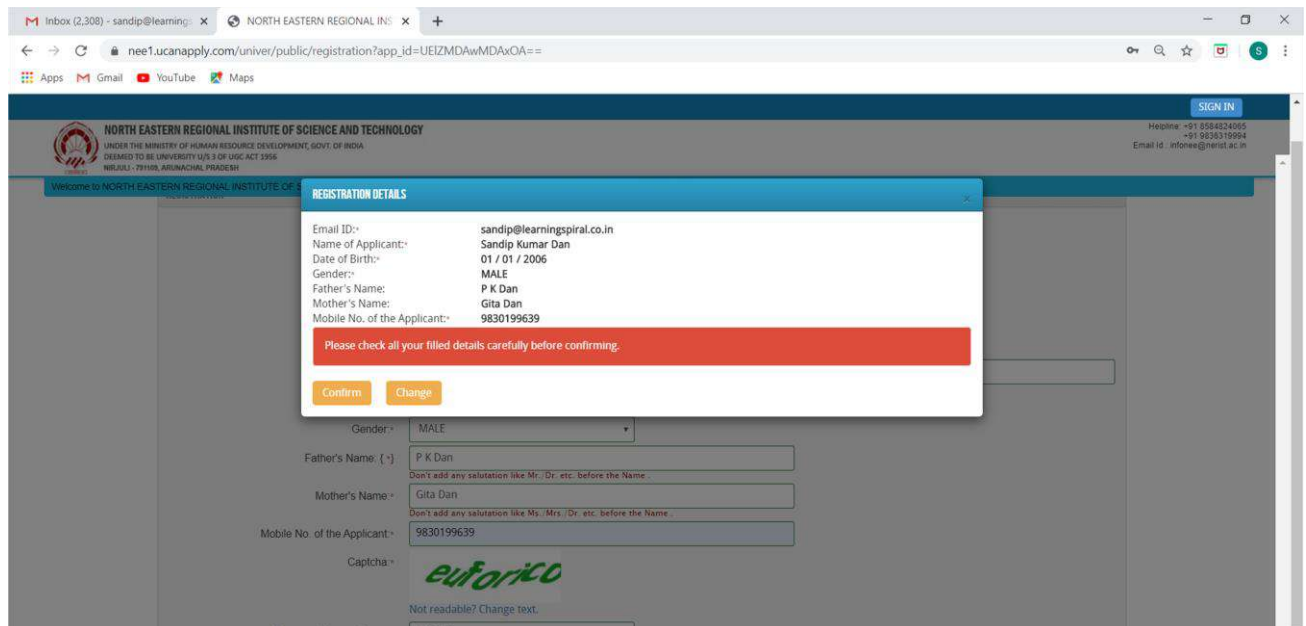 Inbox (2,308) - sandip@learning
NORTH EASTERN REGIONAL INS
nee1.ucanapply.com/univer/public/registration?app_id=UElZMDAwMDAxOA==
Apps Gmail YouTube Maps
S
SIGN IN
NORTH EASTERN REGIONAL INSTITUTE OF SCIENCE AND TECHNOLOGY
UNDER THE MINISTRY OF HUMAN RESOURCE DEVELOPMENT, GOVT. OF INDIA
DEEMED TO BE UNIVERSITY U/S 3 OF UGC ACT 1956
NIRJULI - 791109, ARUNACHAL PRADESH
Helpline: +91 8584824065
+91 9836319994
Email Id : infonee@nerist.ac.in
Welcome to NORTH EASTERN REGIONAL INSTITUTE OF S
REGISTRATION DETAILS
×
Email ID:* sandip@learningspiral.co.in
Name of Applicant:* Sandip Kumar Dan
Date of Birth:* 01 / 01 / 2006
Gender:* MALE
Father's Name: P K Dan
Mother's Name: Gita Dan
Mobile No. of the Applicant:* 9830199639
Please check all your filled details carefully before confirming.
Confirm Change
Gender:* MALE
Father's Name: { *} P K Dan
Don't add any salutation like Mr./Dr. etc. before the Name .
Mother's Name:* Gita Dan
Don't add any salutation like Ms./Mrs./Dr. etc. before the Name .
Mobile No. of the Applicant:* 9830199639
Captcha:* euforico
Not readable? Change text.